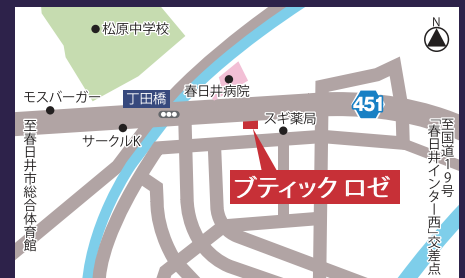 松原中学校
N
モスバーガー
丁田橋
春日井病院
451
サークルK
スギ薬局
ブティック ロゼ
至春日井市総合体育館
至国道19号
「春日井インター西」交差点